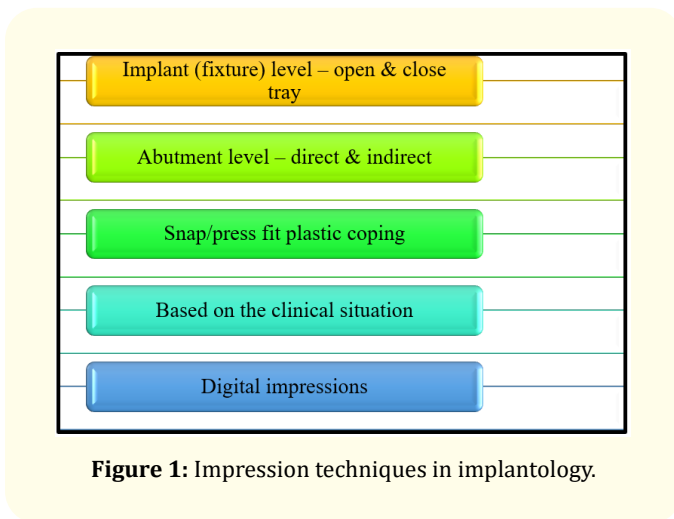 Implant (fixture) level – open & close
tray
Abutment level – direct & indirect
Snap/press fit plastic coping
Based on the clinical situation
Digital impressions
Figure 1: Impression techniques in implantology.